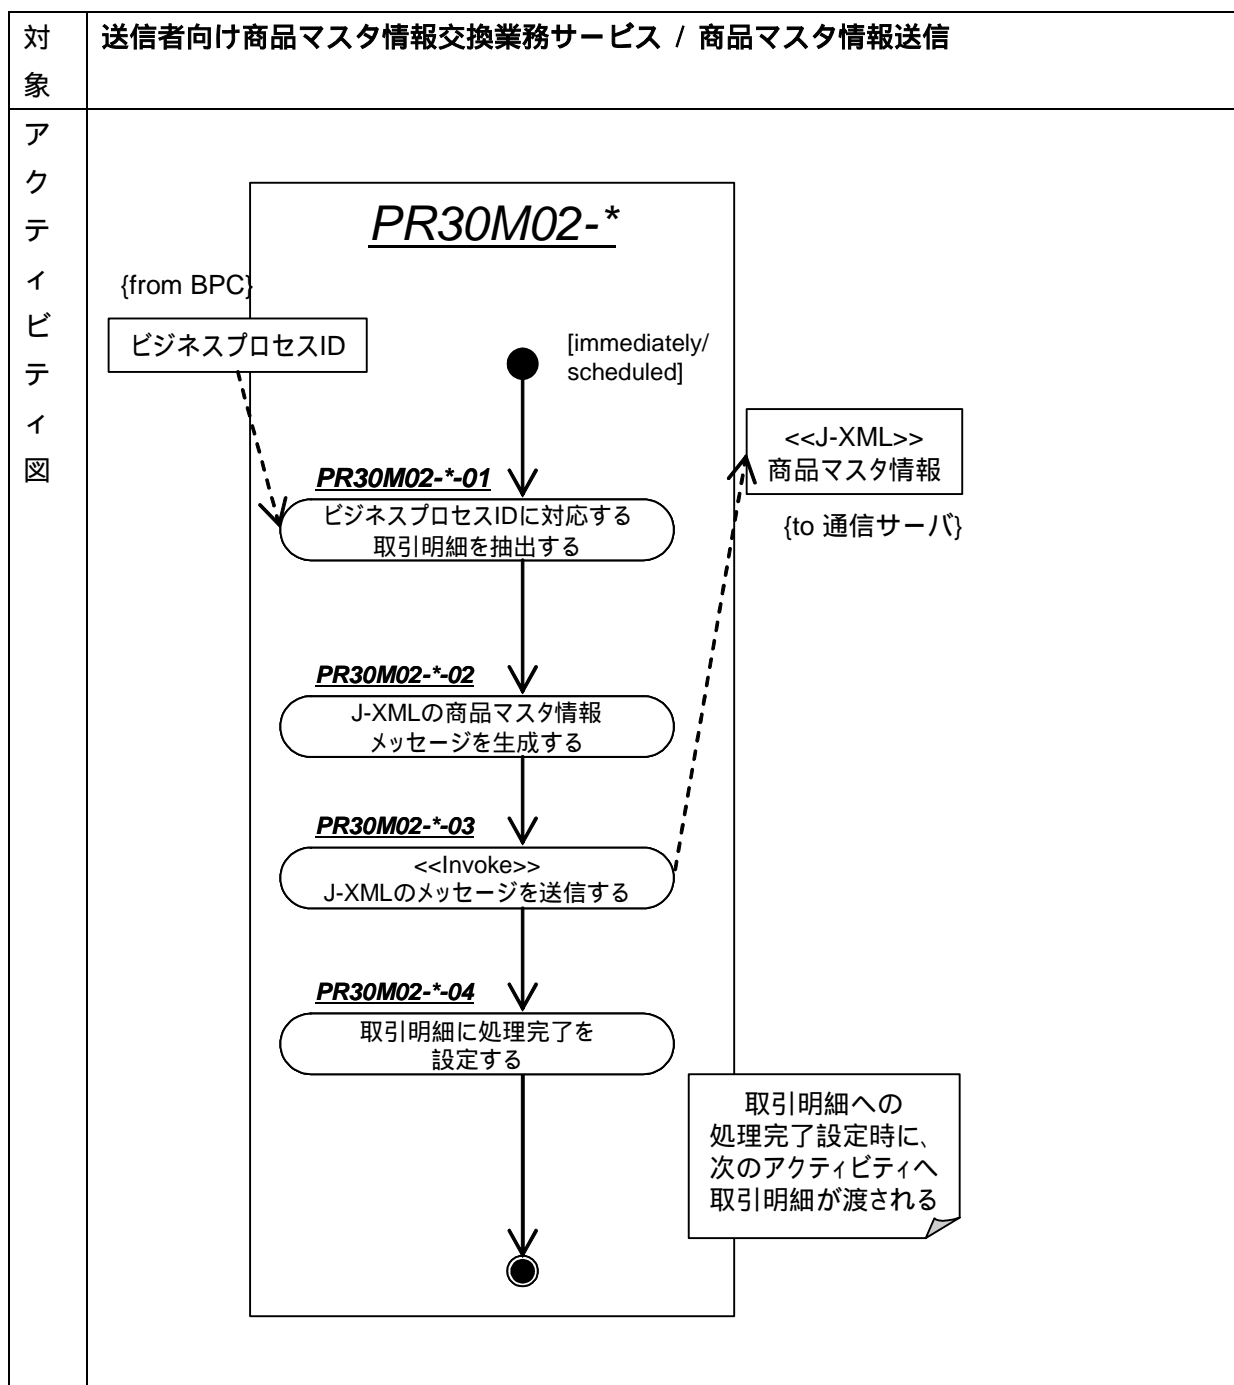 対象
送信者向け商品マスタ情報交換業務サービス / 商品マスタ情報送信
アクティビティ図
PR30M02-*
{from BPC}
ビジネスプロセスID
[immediately/
scheduled]
<<J-XML>>
商品マスタ情報
{to 通信サーバ}
PR30M02-*-01
ビジネスプロセスIDに対応する
取引明細を抽出する
PR30M02-*-02
J-XMLの商品マスタ情報
メッセージを生成する
PR30M02-*-03
<<Invoke>>
J-XMLのメッセージを送信する
PR30M02-*-04
取引明細に処理完了を
設定する
取引明細への
処理完了設定時に、
次のアクティビティへ
取引明細が渡される